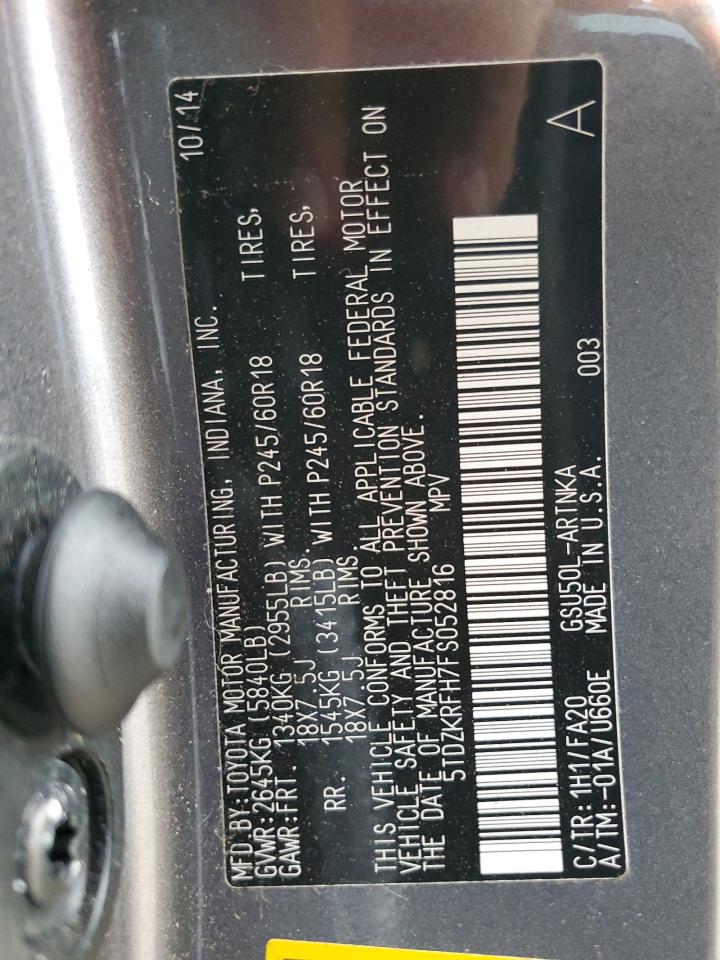 MFD BY:TOYOTA MOTOR MANUFACTURING, INDIANA, INC. 10/14
GVWR:2645KG (5840LB)
GAWR:FRT. 1340KG (2955LB) WITH P245/60R18 TIRES,
18X7.5J RIMS.
RR. 1545KG (3415LB) WITH P245/60R18 TIRES,
18X7.5J RIMS.
THIS VEHICLE CONFORMS TO ALL APPLICABLE FEDERAL MOTOR
VEHICLE SAFETY AND THEFT PREVENTION STANDARDS IN EFFECT ON
THE DATE OF MANUFACTURE SHOWN ABOVE.
5TDZKRFH7FS052816 MPV
C/TR:1H1/FA20 GSU50L-ARTNKA 003 A
A/TM:-01A/U660E MADE IN U.S.A.